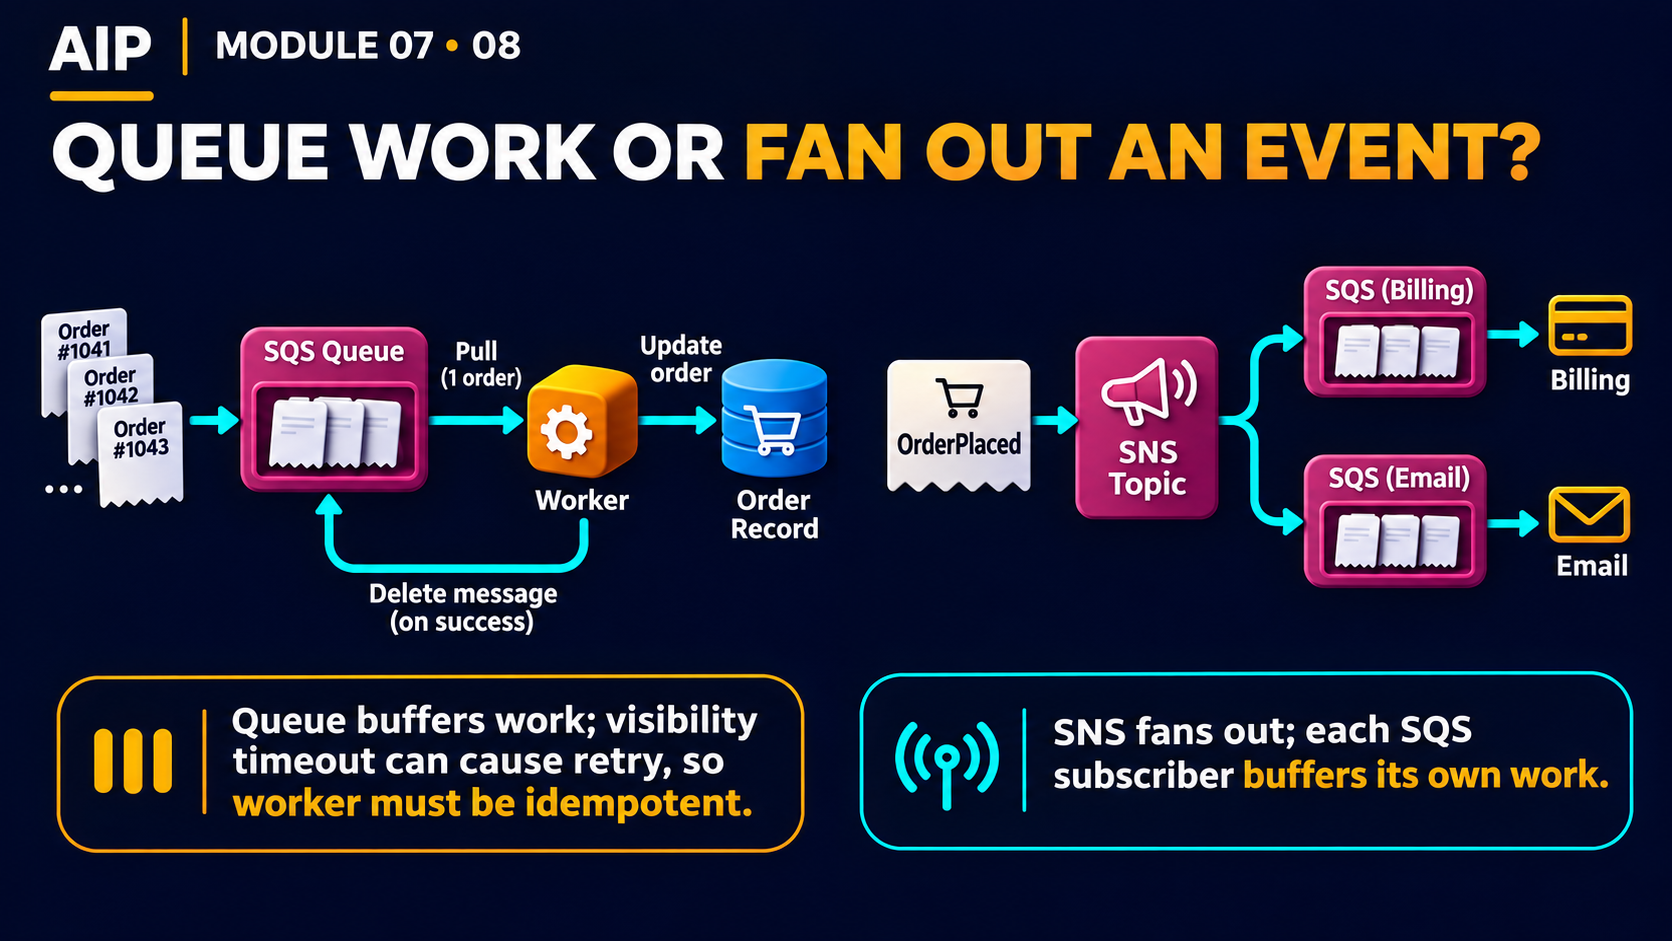 AIP
MODULE 07 • 08
QUEUE WORK OR FAN OUT AN EVENT?
Order
#1041
Order
#1042
Order
#1043
...
SQS Queue
Pull
(1 order)
Worker
Update
order
Order
Record
Delete message
(on success)
OrderPlaced
SNS
Topic
SQS (Billing)
Billing
SQS (Email)
Email
Queue buffers work; visibility
timeout can cause retry, so
worker must be idempotent.
SNS fans out; each SQS
subscriber buffers its own work.